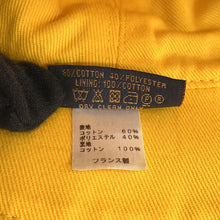 60/COTTON 40/POLYESTER
LINING: 100/COTTON
DRY CLEAN ONLY
表地
コットン 60%
ポリエステル 40%
裏地
コットン 100%
フランス製